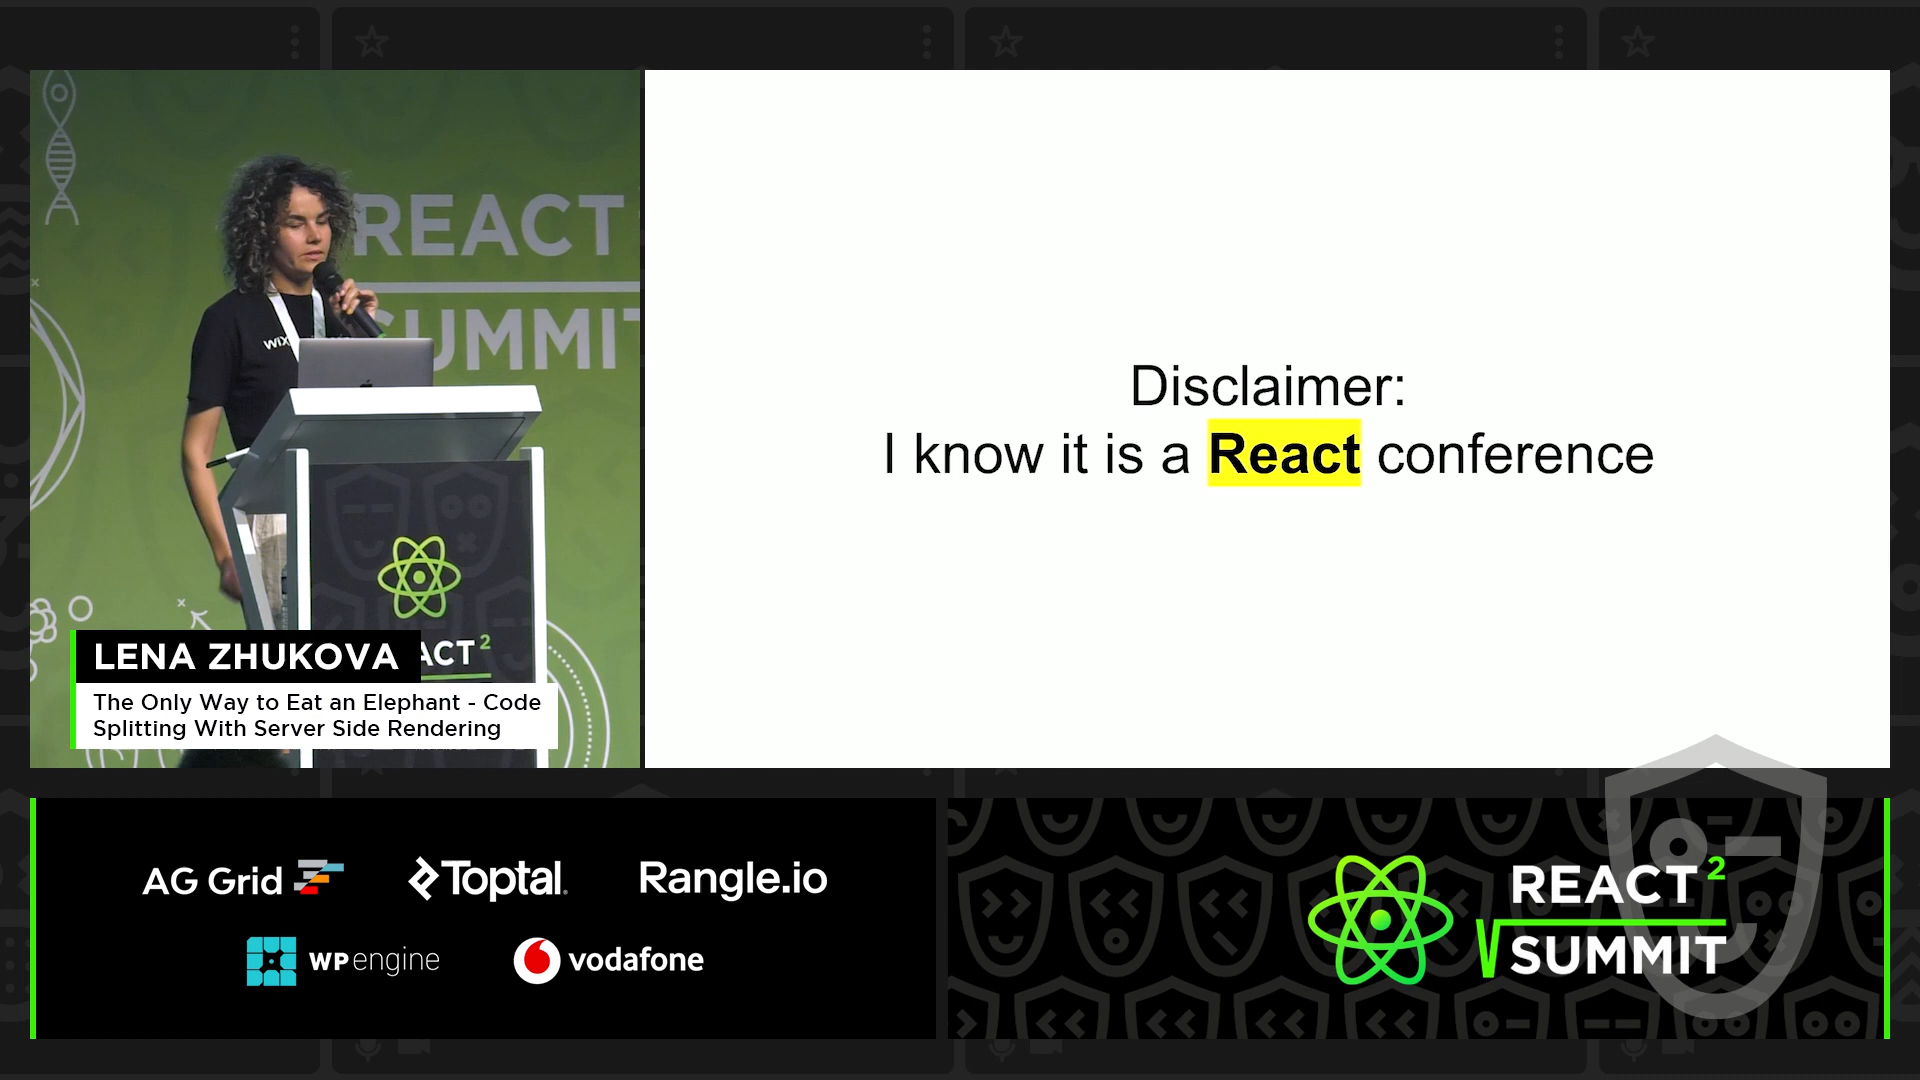 REACT
SUMMIT
WIX
ACT 2
LENA ZHUKOVA
The Only Way to Eat an Elephant - Code
Splitting With Server Side Rendering
Disclaimer:
I know it is a React conference
AG Grid
Toptal
Rangle.io
WP engine
vodafone
REACT 2
SUMMIT